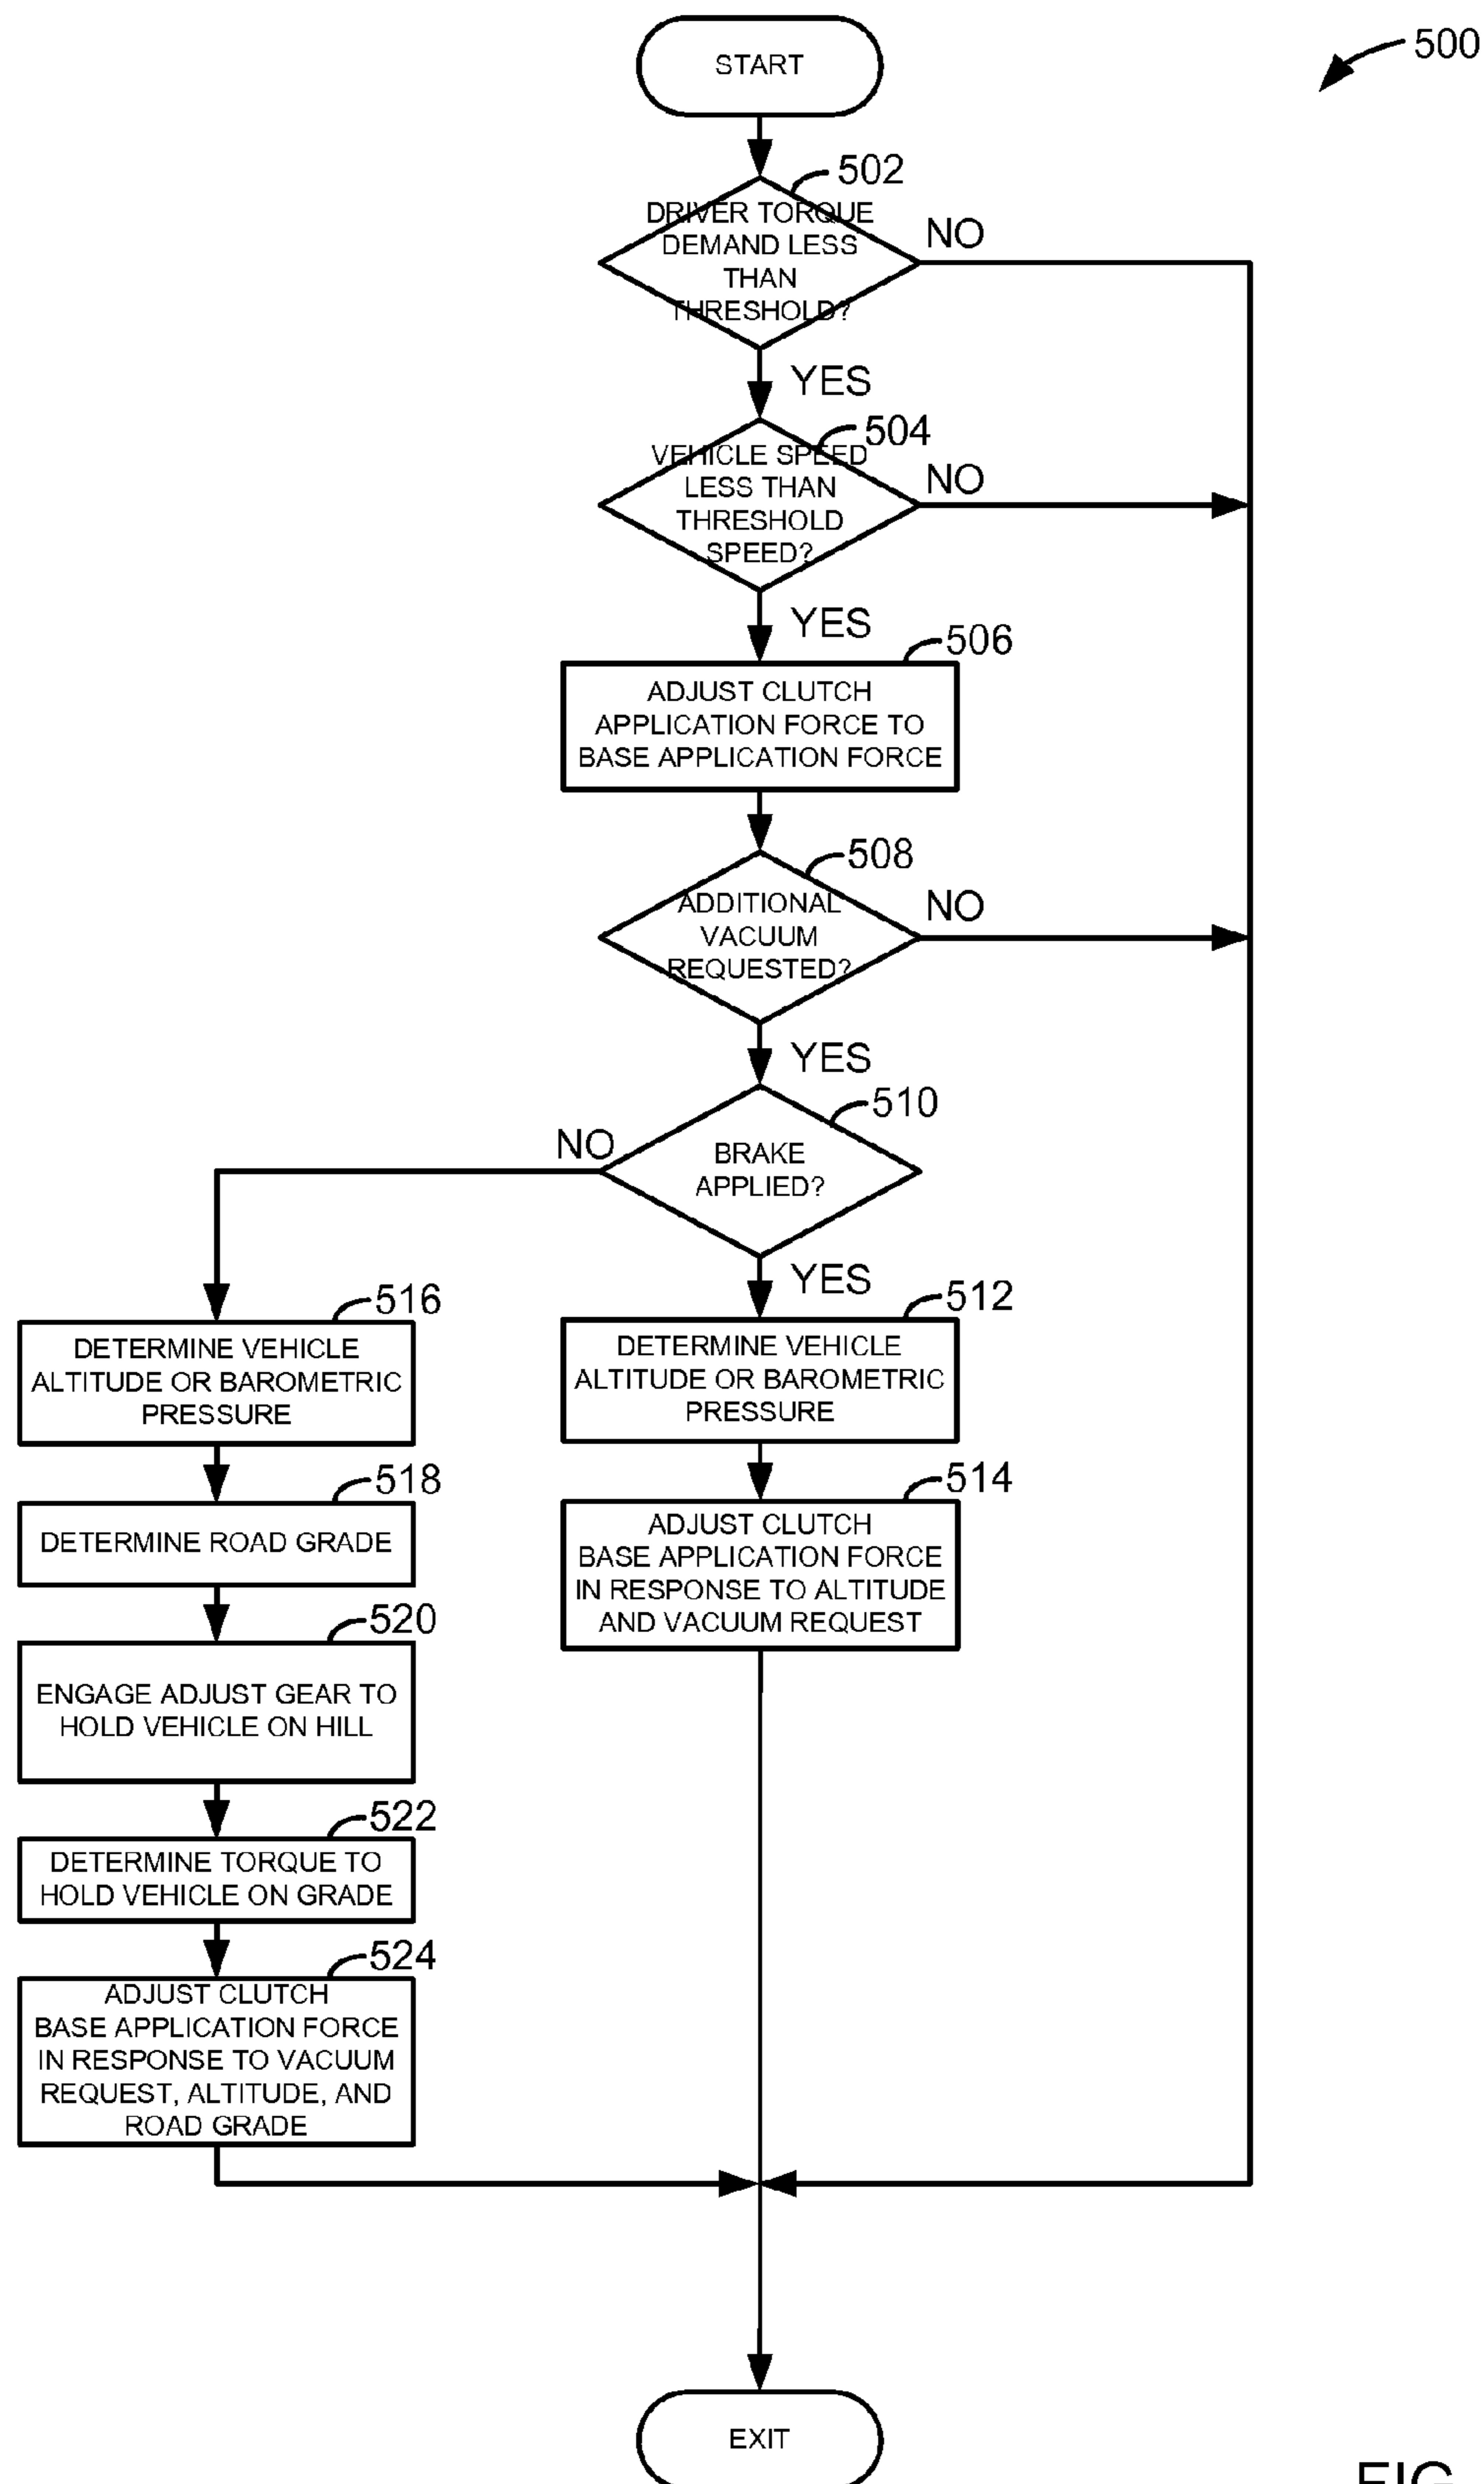 START
500
502
DRIVER TORQUE
DEMAND LESS
THAN
THRESHOLD?
NO
YES
504
VEHICLE SPEED
LESS THAN
THRESHOLD
SPEED?
NO
YES
506
ADJUST CLUTCH
APPLICATION FORCE TO
BASE APPLICATION FORCE
508
ADDITIONAL
VACUUM
REQUESTED?
NO
YES
510
BRAKE
APPLIED?
NO
YES
516
DETERMINE VEHICLE
ALTITUDE OR BAROMETRIC
PRESSURE
512
DETERMINE VEHICLE
ALTITUDE OR BAROMETRIC
PRESSURE
518
DETERMINE ROAD GRADE
514
ADJUST CLUTCH
BASE APPLICATION FORCE
IN RESPONSE TO ALTITUDE
AND VACUUM REQUEST
520
ENGAGE ADJUST GEAR TO
HOLD VEHICLE ON HILL
522
DETERMINE TORQUE TO
HOLD VEHICLE ON GRADE
524
ADJUST CLUTCH
BASE APPLICATION FORCE
IN RESPONSE TO VACUUM
REQUEST, ALTITUDE, AND
ROAD GRADE
EXIT
FIG